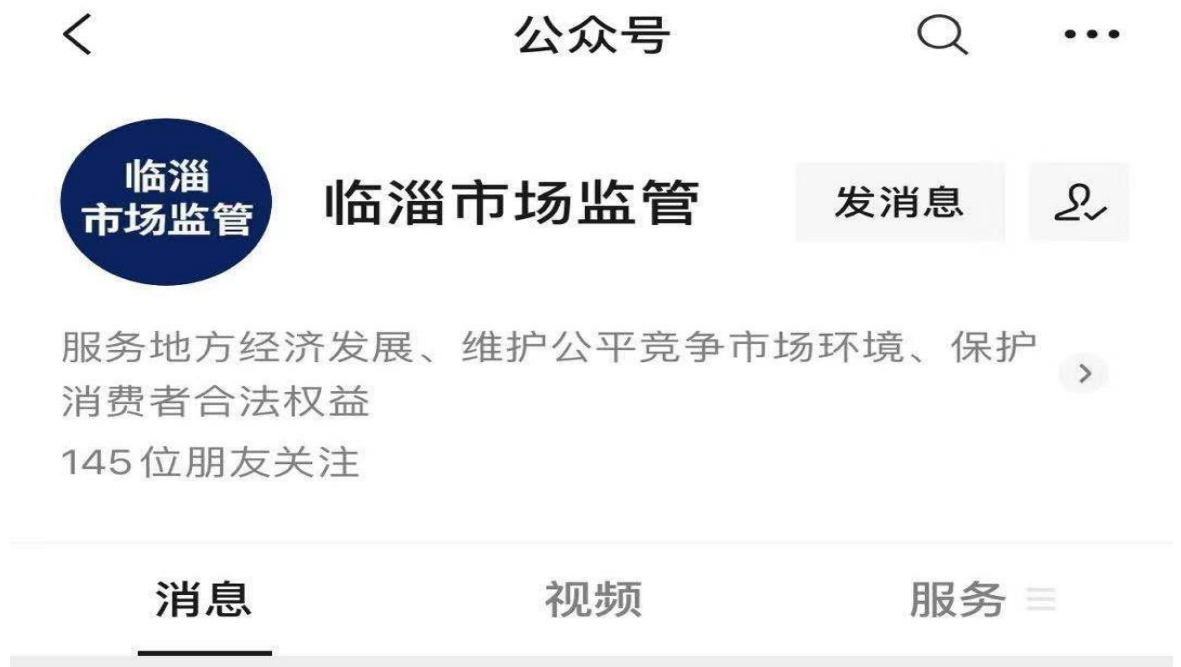 公众号
临淄
市场监管
临淄市场监管
发消息
服务地方经济发展、维护公平竞争市场环境、保护
消费者合法权益
145位朋友关注
消息
视频
服务